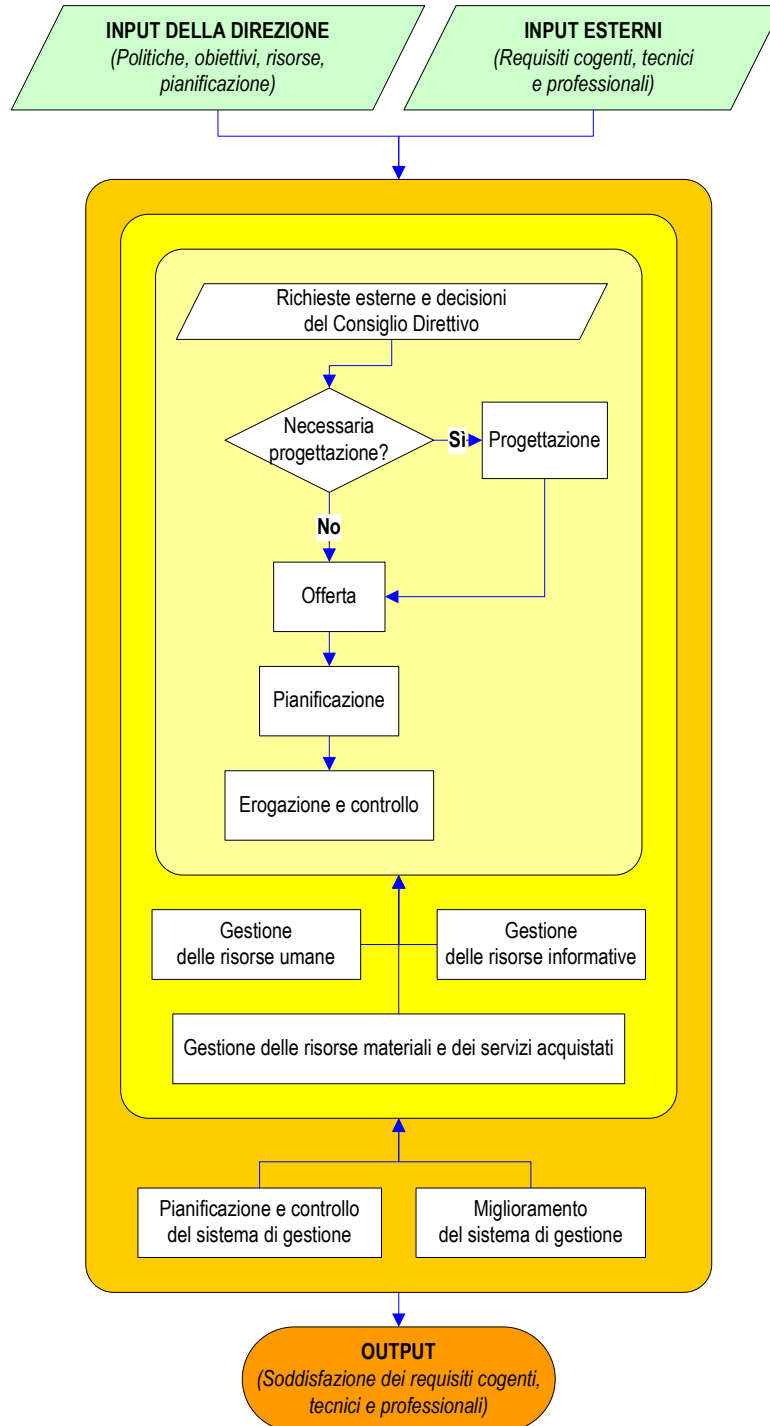 INPUT DELLA DIREZIONE
(Politiche, obiettivi, risorse,
pianificazione)
INPUT ESTERNI
(Requisiti cogenti, tecnici
e professionali)
Richieste esterne e decisioni
del Consiglio Direttivo
Necessaria
progettazione?
Sì
Progettazione
No
Offerta
Pianificazione
Erogazione e controllo
Gestione
delle risorse umane
Gestione
delle risorse informative
Gestione delle risorse materiali e dei servizi acquistati
Pianificazione e controllo
del sistema di gestione
Miglioramento
del sistema di gestione
OUTPUT
(Soddisfazione dei requisiti cogenti,
tecnici e professionali)